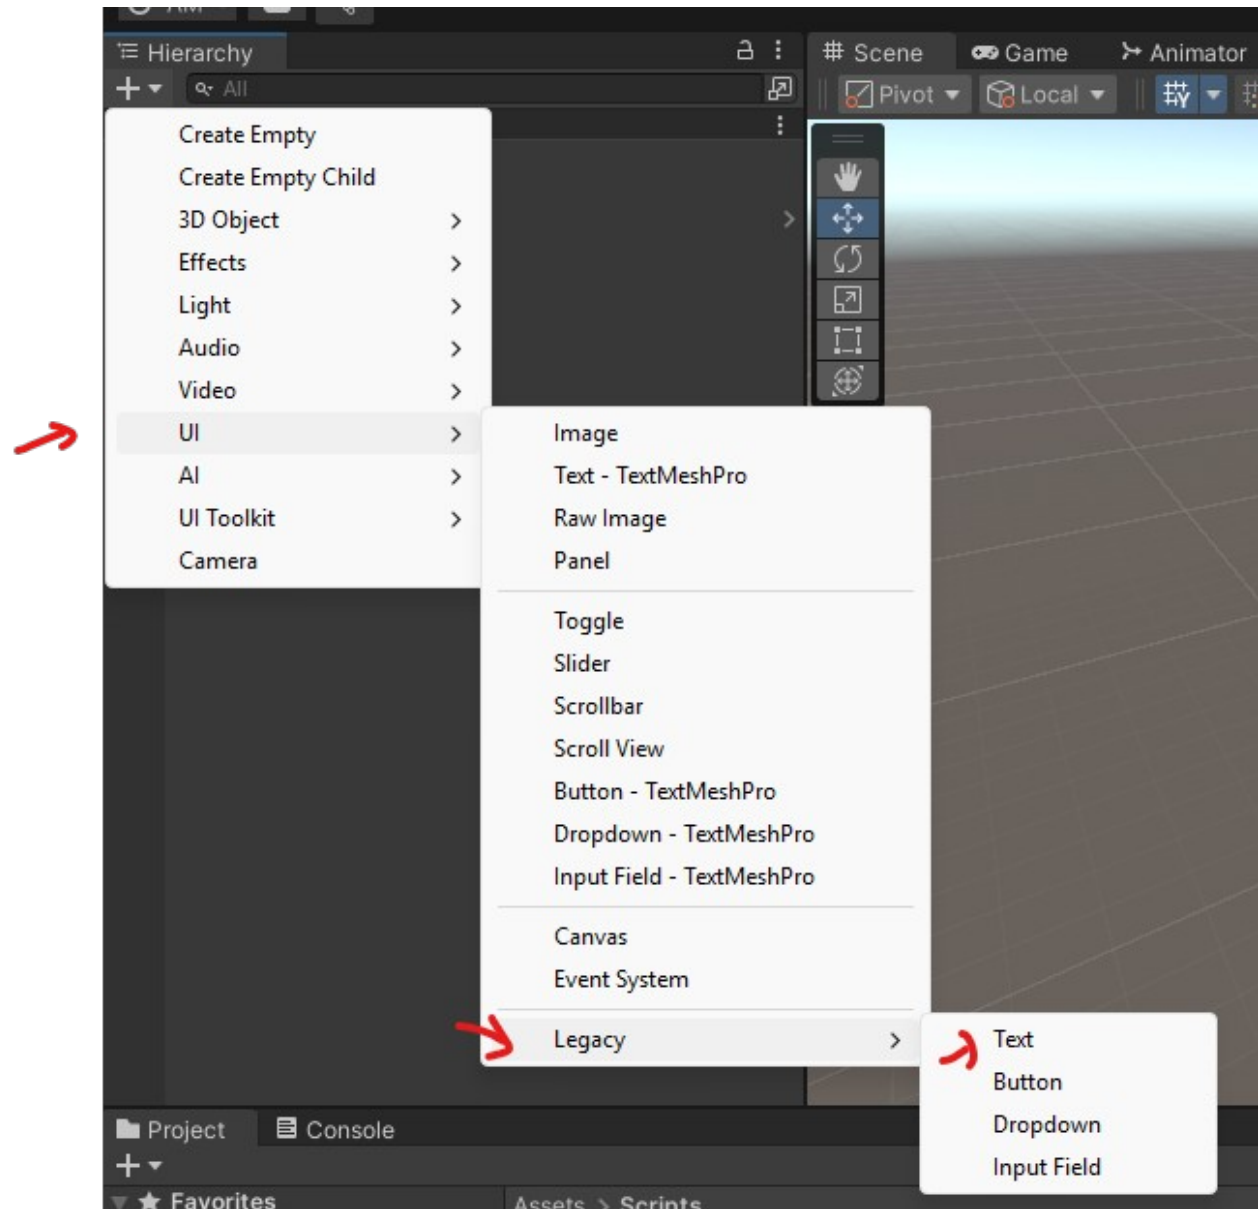 Hierarchy
All
Create Empty
Create Empty Child
3D Object
Effects
Light
Audio
Video
UI
AI
UI Toolkit
Camera
Scene Game Animator
Pivot Local
Image
Text - TextMeshPro
Raw Image
Panel
Toggle
Slider
Scrollbar
Scroll View
Button - TextMeshPro
Dropdown - TextMeshPro
Input Field - TextMeshPro
Canvas
Event System
Legacy
Text
Button
Dropdown
Input Field
Project Console
Favorites
Assets > Scripts